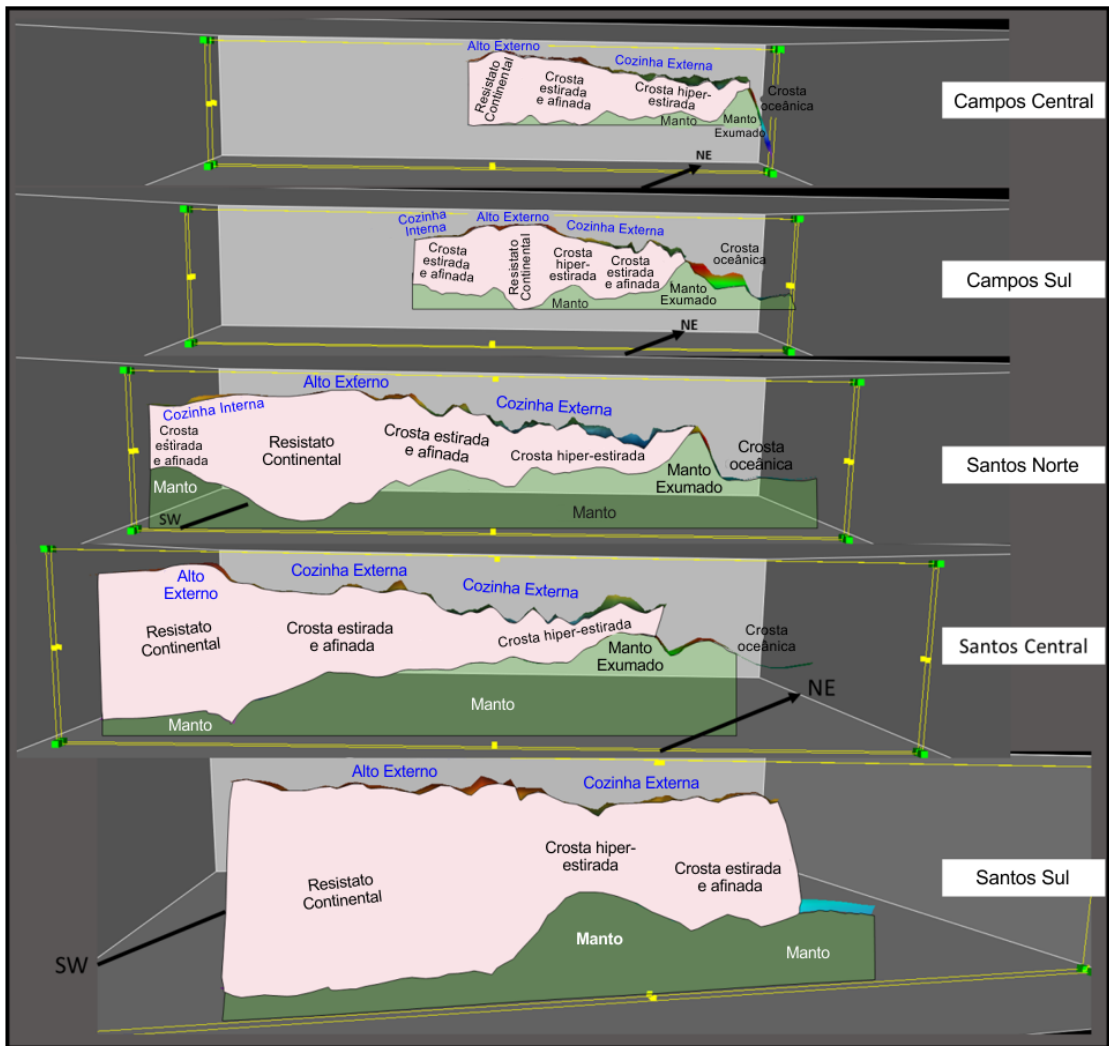 Alto Externo
Cozinha Externa
Resistato
Continental
Crosta
estirada
e afinada
Crosta hiper-
estirada
Manto
Manto
Exumado
Crosta
oceânica
NE
Campos Central
Cozinha
Interna
Alto Externo
Cozinha Externa
Crosta
estirada
e afinada
Resistato
Continental
Crosta
hiper-
estirada
Crosta
estirada
e afinada
Manto
Manto
Exumado
Crosta
oceânica
NE
Campos Sul
Alto Externo
Cozinha Interna
Cozinha Externa
Crosta
estirada
e afinada
Resistato
Continental
Crosta estirada
e afinada
Crosta hiper-estirada
Manto
Manto
Exumado
Crosta
oceânica
Manto
SW
Santos Norte
Alto
Externo
Cozinha Externa
Cozinha Externa
Resistato
Continental
Crosta estirada
e afinada
Crosta hiper-estirada
Manto
Exumado
Crosta
oceânica
Manto
Manto
NE
Santos Central
Alto Externo
Cozinha Externa
Resistato
Continental
Crosta hiper-
estirada
Crosta estirada
e afinada
Manto
Manto
SW
Santos Sul